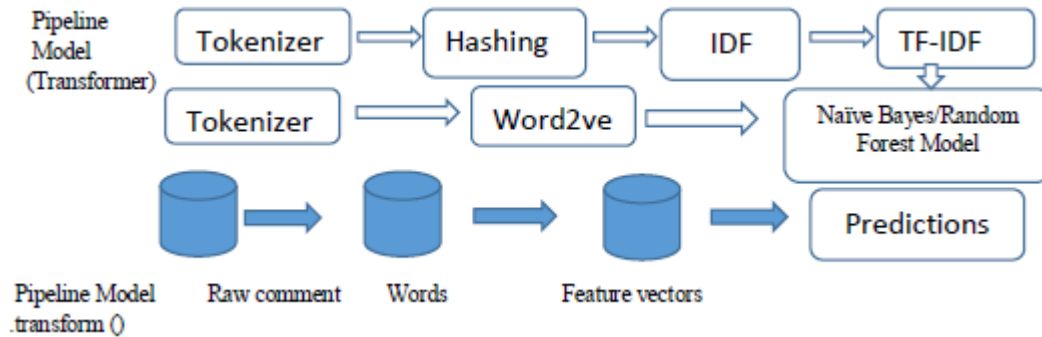 Pipeline
Model
(Transformer)
Tokenizer
Hashing
IDF
TF-IDF
Tokenizer
Word2ve
Naïve Bayes/Random
Forest Model
Predictions
Pipeline Model
.transform ()
Raw comment
Words
Feature vectors